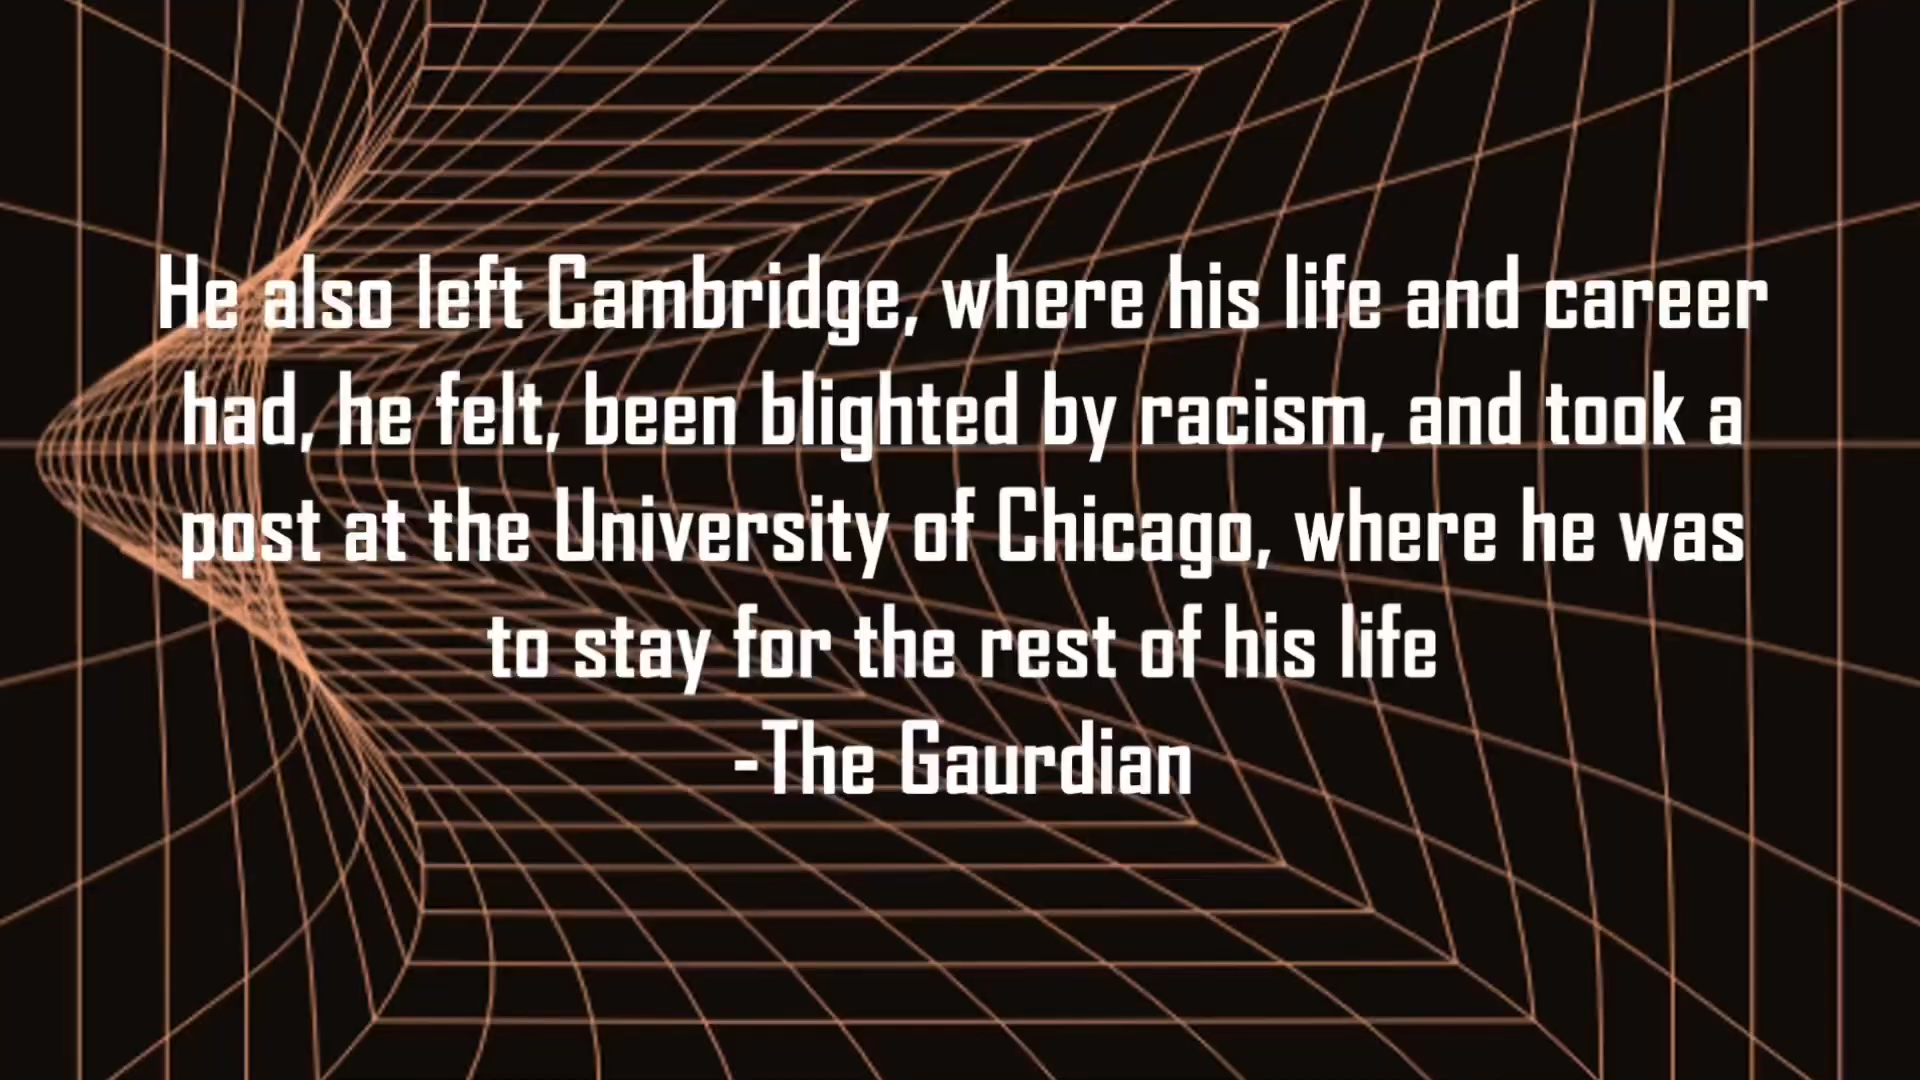 He also left Cambridge, where his life and career
had, he felt, been blighted by racism, and took a
post at the University of Chicago, where he was
to stay for the rest of his life
-The Gaurdian